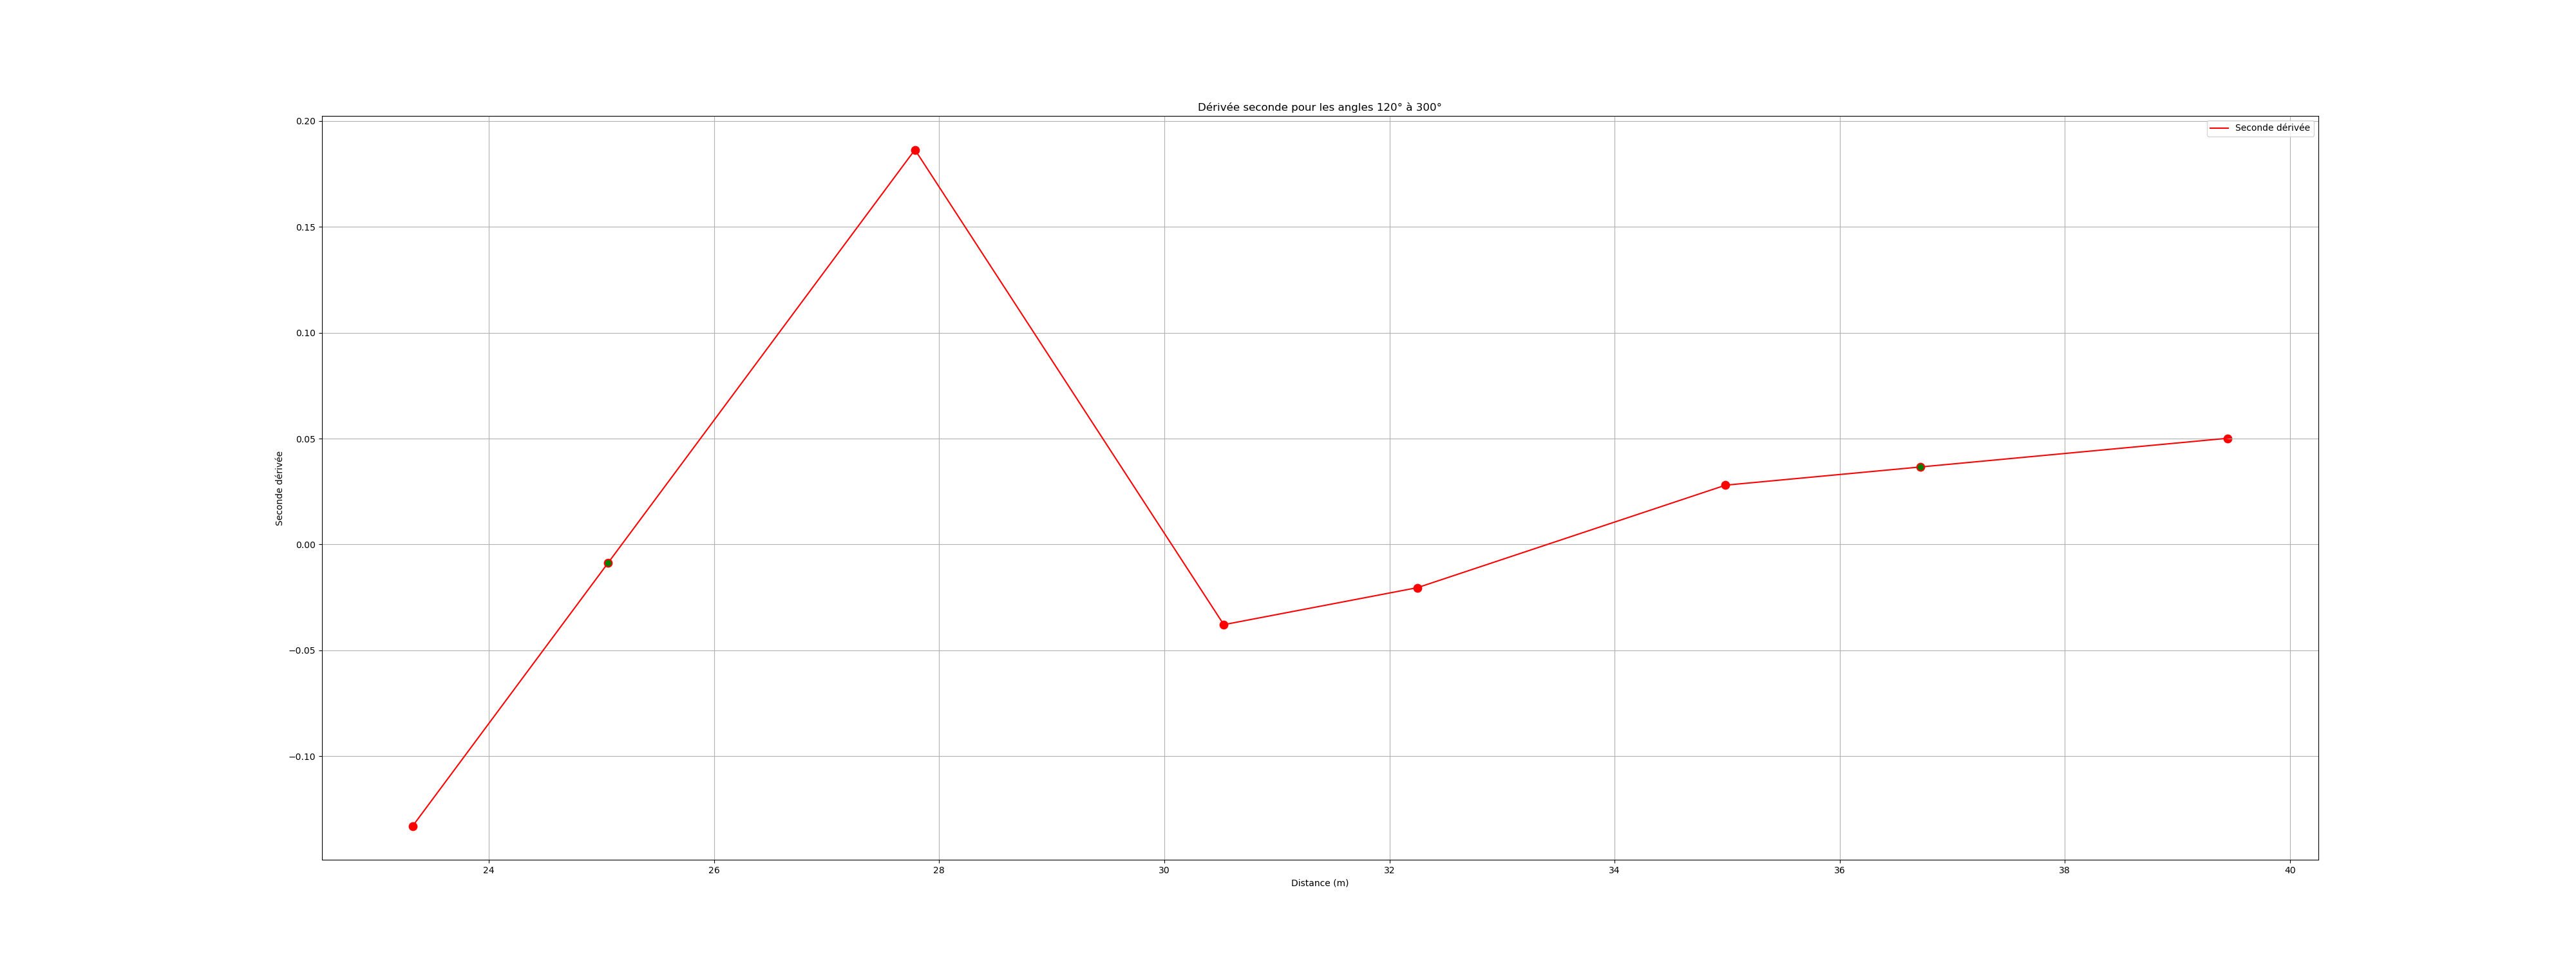 Dérivée seconde pour les angles 120° à 300°
Seconde dérivée
0.20
0.15
0.10
0.05
0.00
−0.05
−0.10
Seconde dérivée
24 26 28 30 32 34 36 38 40
Distance (m)